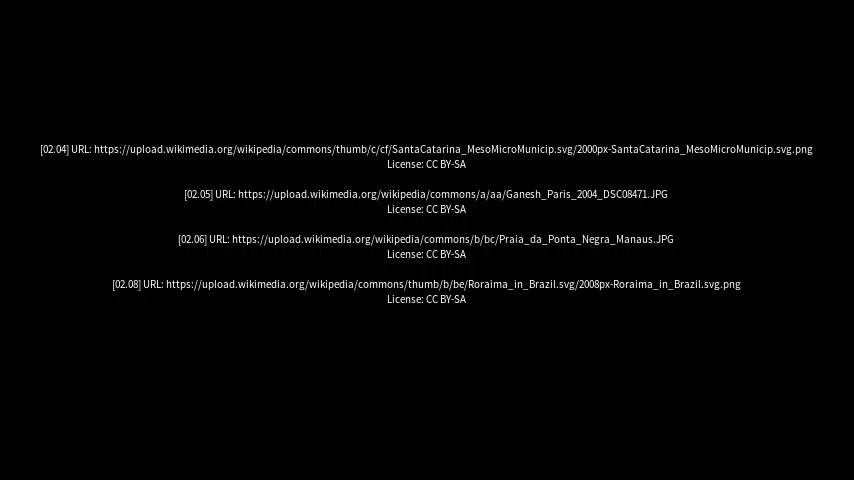 [02.04] URL: https://upload.wikimedia.org/wikipedia/commons/thumb/c/cf/SantaCatarina_MesoMicroMunicip.svg/2000px-SantaCatarina_MesoMicroMunicip.svg.png
License: CC BY-SA
[02.05] URL: https://upload.wikimedia.org/wikipedia/commons/a/aa/Ganesh_Paris_2004_DSC08471.JPG
License: CC BY-SA
[02.06] URL: https://upload.wikimedia.org/wikipedia/commons/b/bc/Praia_da_Ponta_Negra_Manaus.JPG
License: CC BY-SA
[02.08] URL: https://upload.wikimedia.org/wikipedia/commons/thumb/b/be/Roraima_in_Brazil.svg/2008px-Roraima_in_Brazil.svg.png
License: CC BY-SA